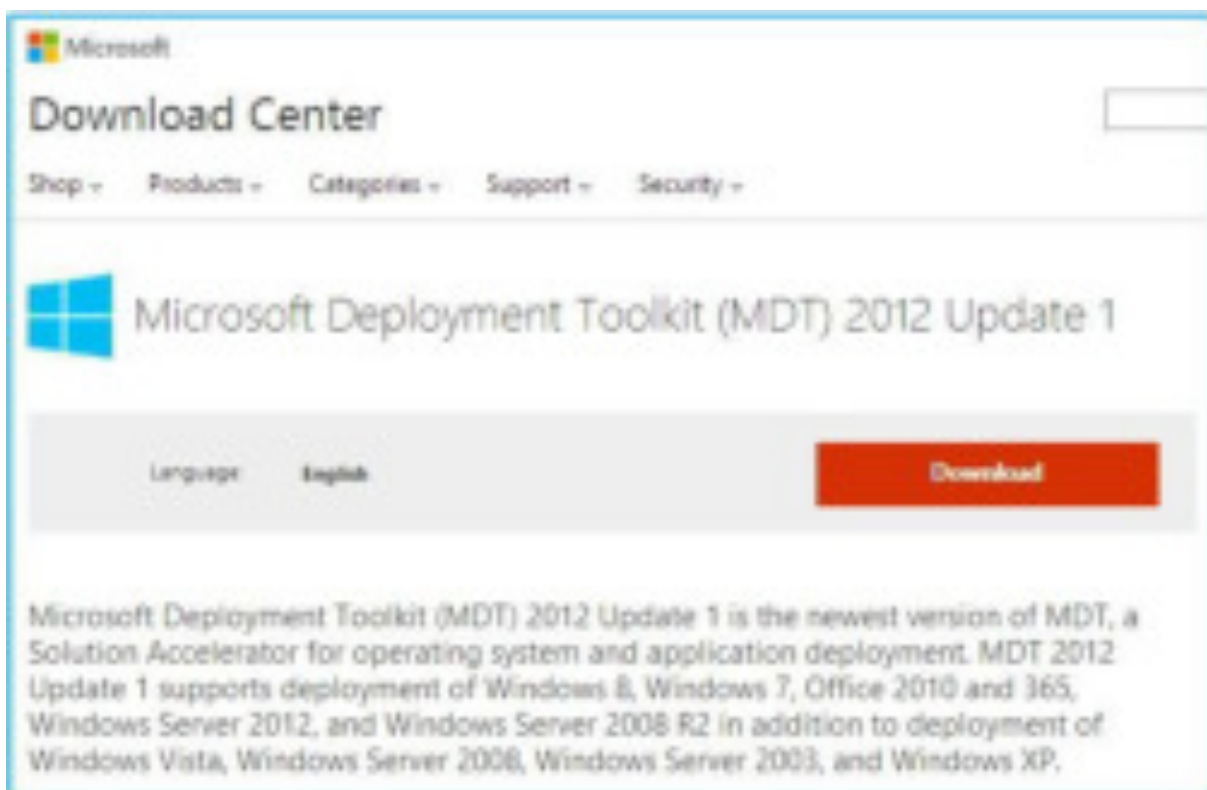 Microsoft
Download Center
Shop Products Categories Support Security
Microsoft Deployment Toolkit (MDT) 2012 Update 1
Language: English Download
Microsoft Deployment Toolkit (MDT) 2012 Update 1 is the newest version of MDT, a
Solution Accelerator for operating system and application deployment. MDT 2012
Update 1 supports deployment of Windows 8, Windows 7, Office 2010 and 365,
Windows Server 2012, and Windows Server 2008 R2 in addition to deployment of
Windows Vista, Windows Server 2008, Windows Server 2003, and Windows XP.